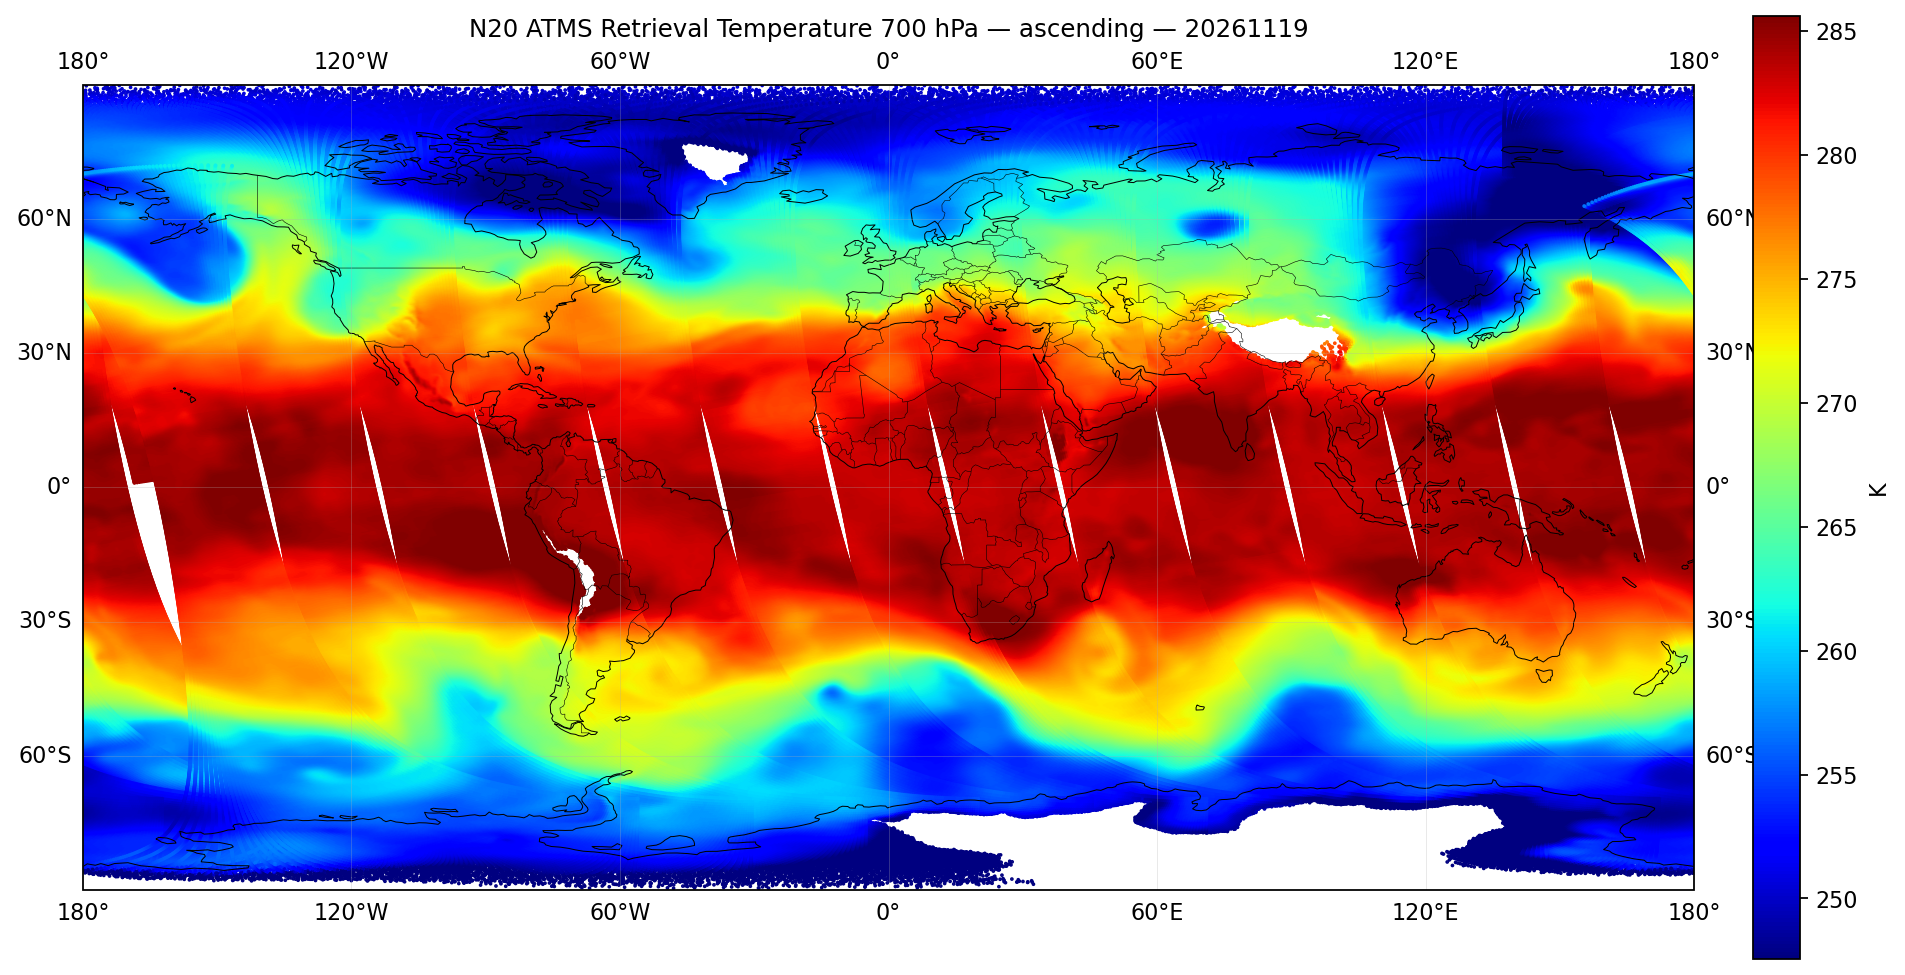 N20 ATMS Retrieval Temperature 700 hPa — ascending — 20261119
180° 120°W 60°W 0° 60°E 120°E 180°
285
280
275
270
265
260
255
250
K
60°N 60°N
30°N 30°N
0° 0°
30°S 30°S
60°S 60°S
180° 120°W 60°W 0° 60°E 120°E 180°